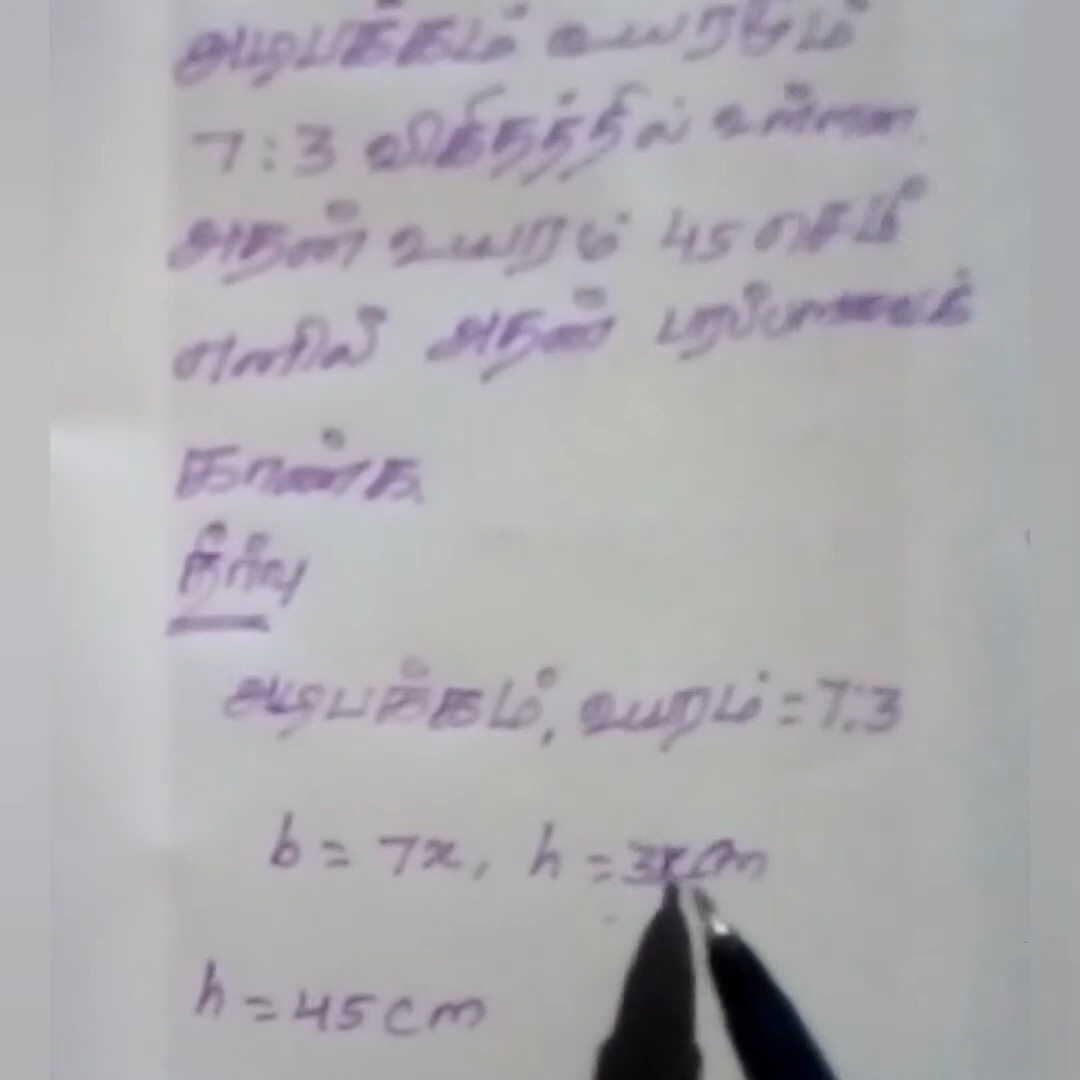 அடிபக்கம் உயரமும்
7:3 விகிதத்தில் உள்ளன.
அதன் உயரம் 45 செமீ
எனில் அதன் பரப்பளவைக்
காண்க.
தீர்வு
அடிபக்கம், உயரம் = 7:3
b = 7x, h = 3x cm
h = 45 cm